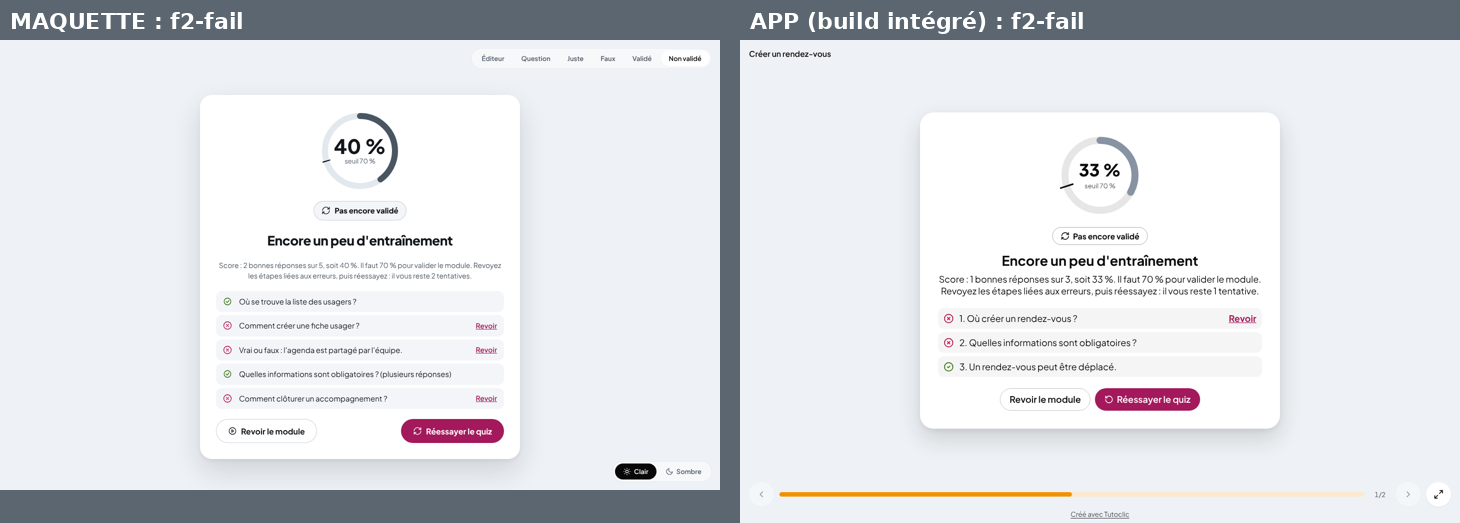 MAQUETTE : f2-fail
Éditeur Question Juste Faux Validé Non validé
40 %
seuil 70 %
Pas encore validé
Encore un peu d'entraînement
Score : 2 bonnes réponses sur 5, soit 40 %. Il faut 70 % pour valider le module. Revoyez
les étapes liées aux erreurs, puis réessayez : il vous reste 2 tentatives.
Où se trouve la liste des usagers ?
Comment créer une fiche usager ? Revoir
Vrai ou faux : l'agenda est partagé par l'équipe. Revoir
Quelles informations sont obligatoires ? (plusieurs réponses)
Comment clôturer un accompagnement ? Revoir
Revoir le module Réessayer le quiz
Clair Sombre
APP (build intégré) : f2-fail
Créer un rendez-vous
33 %
seuil 70 %
Pas encore validé
Encore un peu d'entraînement
Score : 1 bonnes réponses sur 3, soit 33 %. Il faut 70 % pour valider le module.
Revoyez les étapes liées aux erreurs, puis réessayez : il vous reste 1 tentative.
1. Où créer un rendez-vous ? Revoir
2. Quelles informations sont obligatoires ?
3. Un rendez-vous peut être déplacé.
Revoir le module Réessayer le quiz
1/2
Créé avec Tutoclic